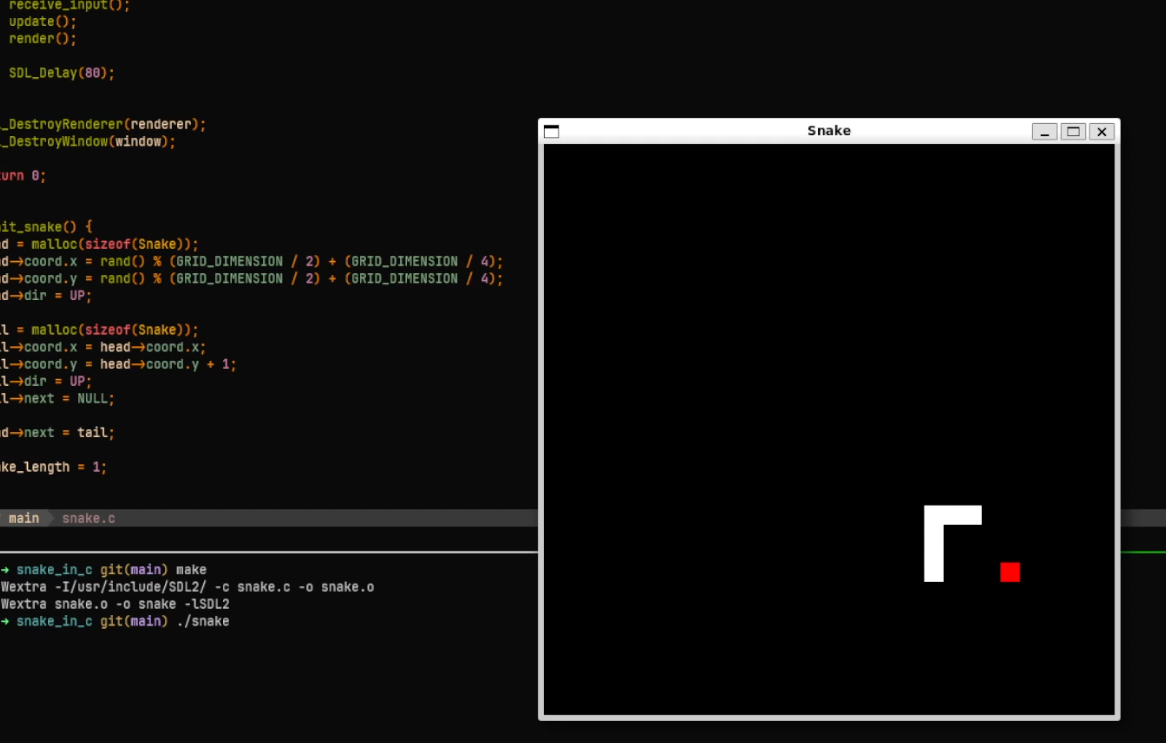 receive_input();
update();
render();
SDL_Delay(80);
_DestroyRenderer(renderer);
_DestroyWindow(window);
urn 0;
it_snake() {
d = malloc(sizeof(Snake));
d→coord.x = rand() % (GRID_DIMENSION / 2) + (GRID_DIMENSION / 4);
d→coord.y = rand() % (GRID_DIMENSION / 2) + (GRID_DIMENSION / 4);
d→dir = UP;
l = malloc(sizeof(Snake));
l→coord.x = head→coord.x;
l→coord.y = head→coord.y + 1;
l→dir = UP;
l→next = NULL;
d→next = tail;
ke_length = 1;
main snake.c
→ snake_in_c git(main) make
Wextra -I/usr/include/SDL2/ -c snake.c -o snake.o
Wextra snake.o -o snake -lSDL2
→ snake_in_c git(main) ./snake
Snake